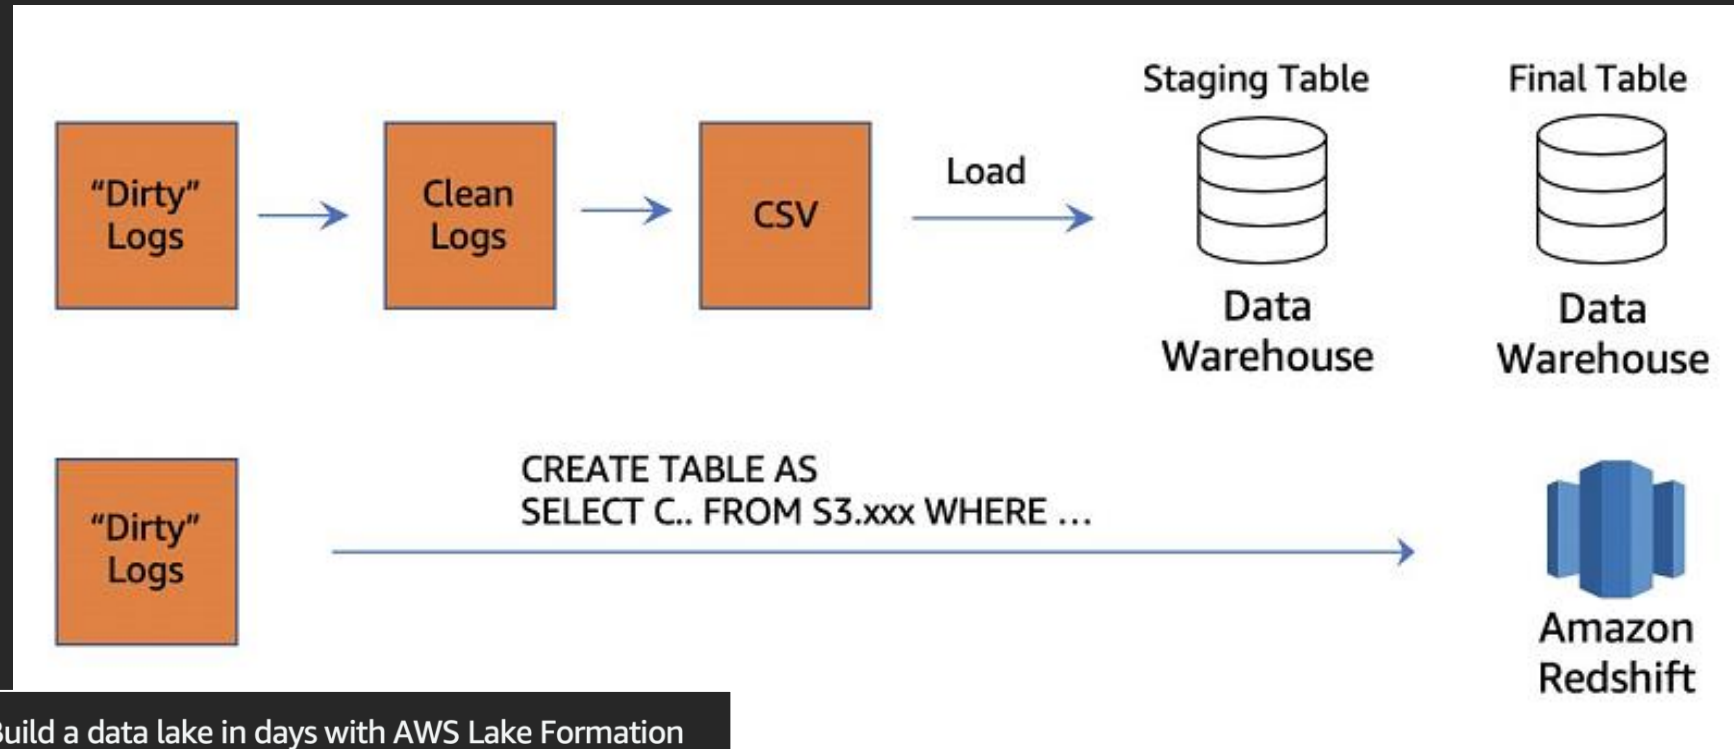 Staging Table
Final Table
“Dirty”
Logs
Clean
Logs
CSV
Load
Data
Warehouse
Data
Warehouse
“Dirty”
Logs
CREATE TABLE AS
SELECT C.. FROM S3.xxx WHERE ...
Amazon
Redshift
Build a data lake in days with AWS Lake Formation